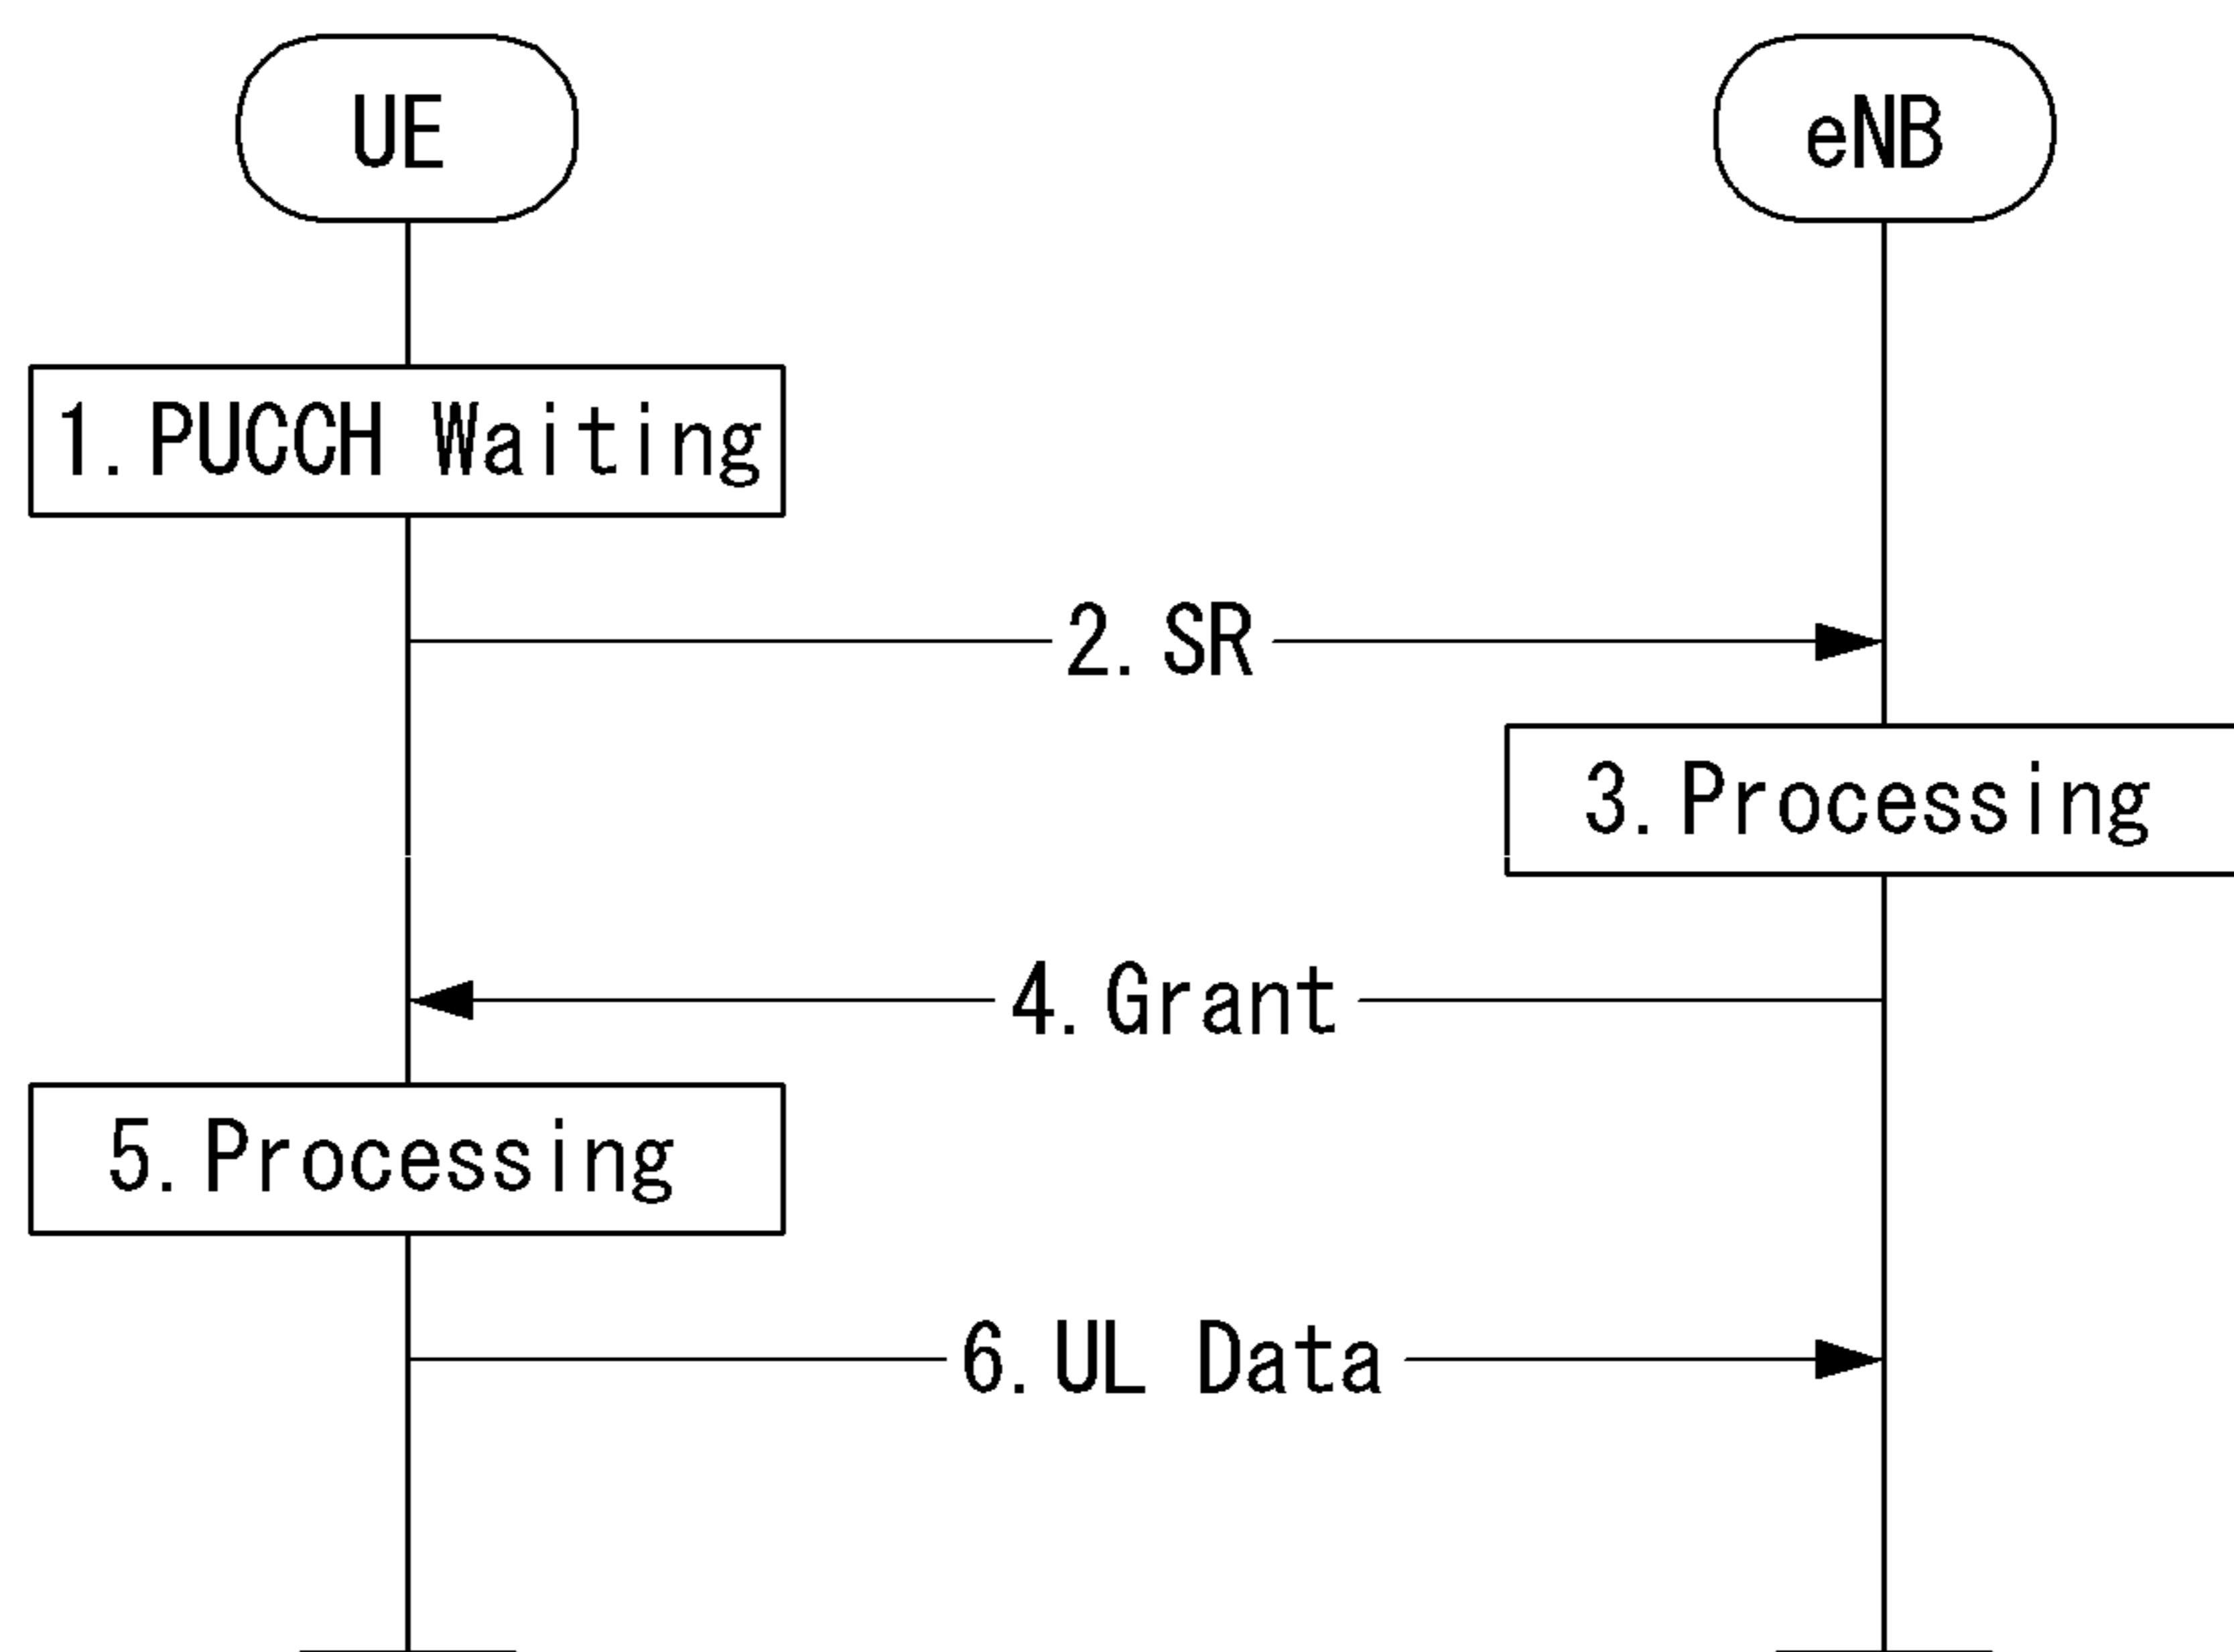 UE
eNB
1.PUCCH Waiting
2.SR
3.Processing
4.Grant
5.Processing
6.UL Data